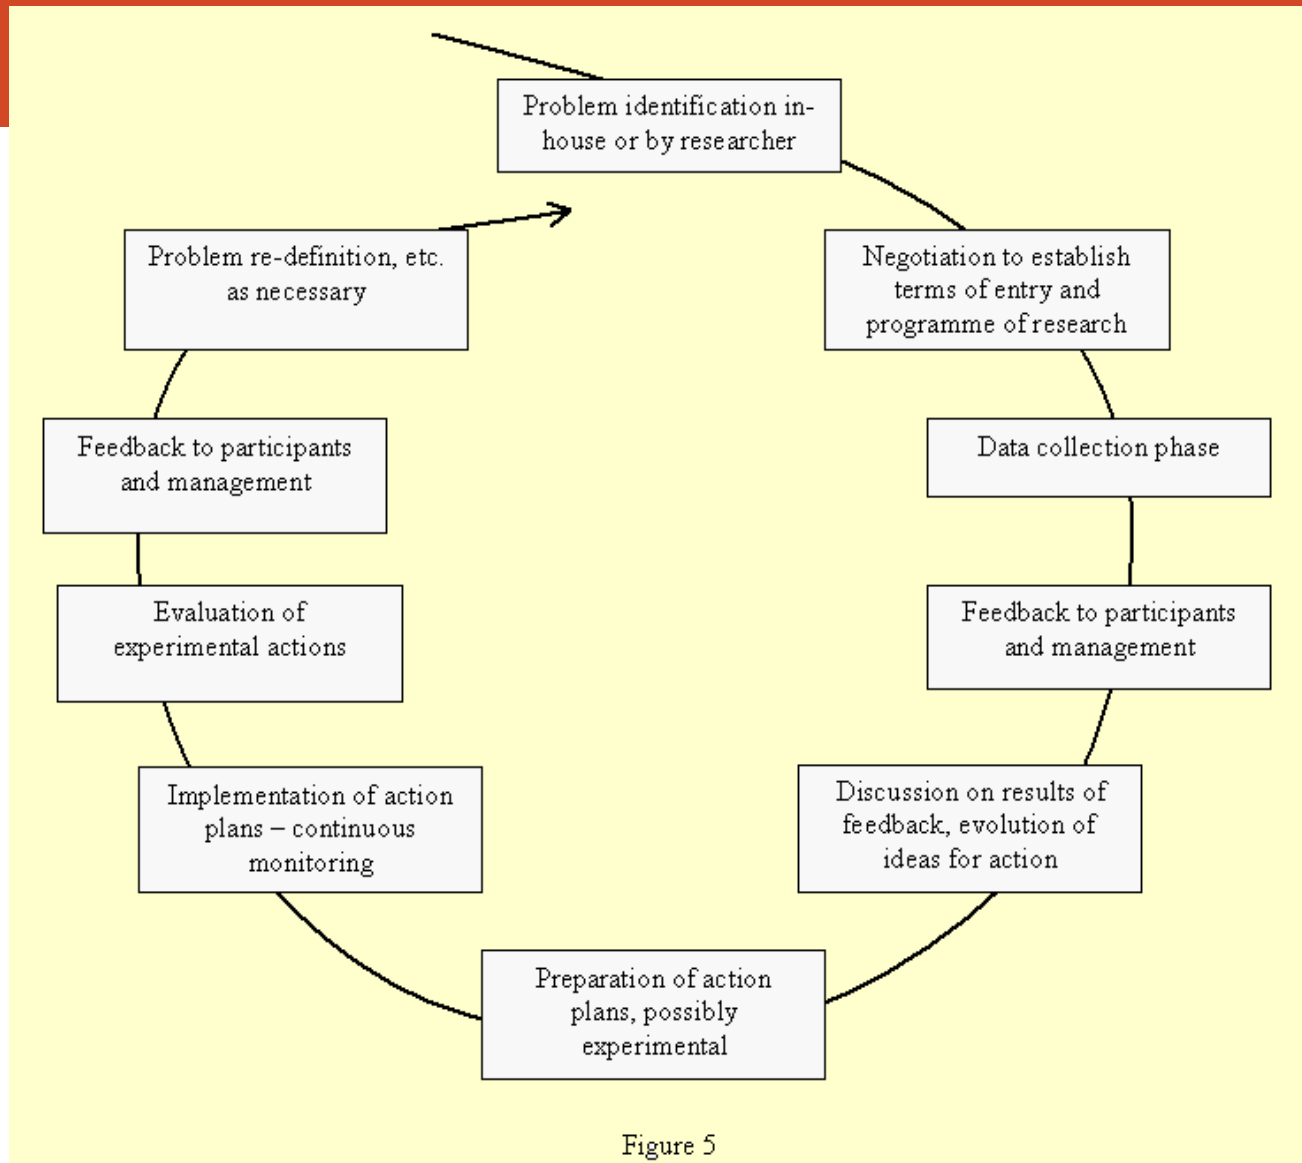 Problem identification in-
house or by researcher
Negotiation to establish
terms of entry and
programme of research
Data collection phase
Feedback to participants
and management
Discussion on results of
feedback, evolution of
ideas for action
Preparation of action
plans, possibly
experimental
Implementation of action
plans – continuous
monitoring
Evaluation of
experimental actions
Feedback to participants
and management
Problem re-definition, etc.
as necessary
Figure 5